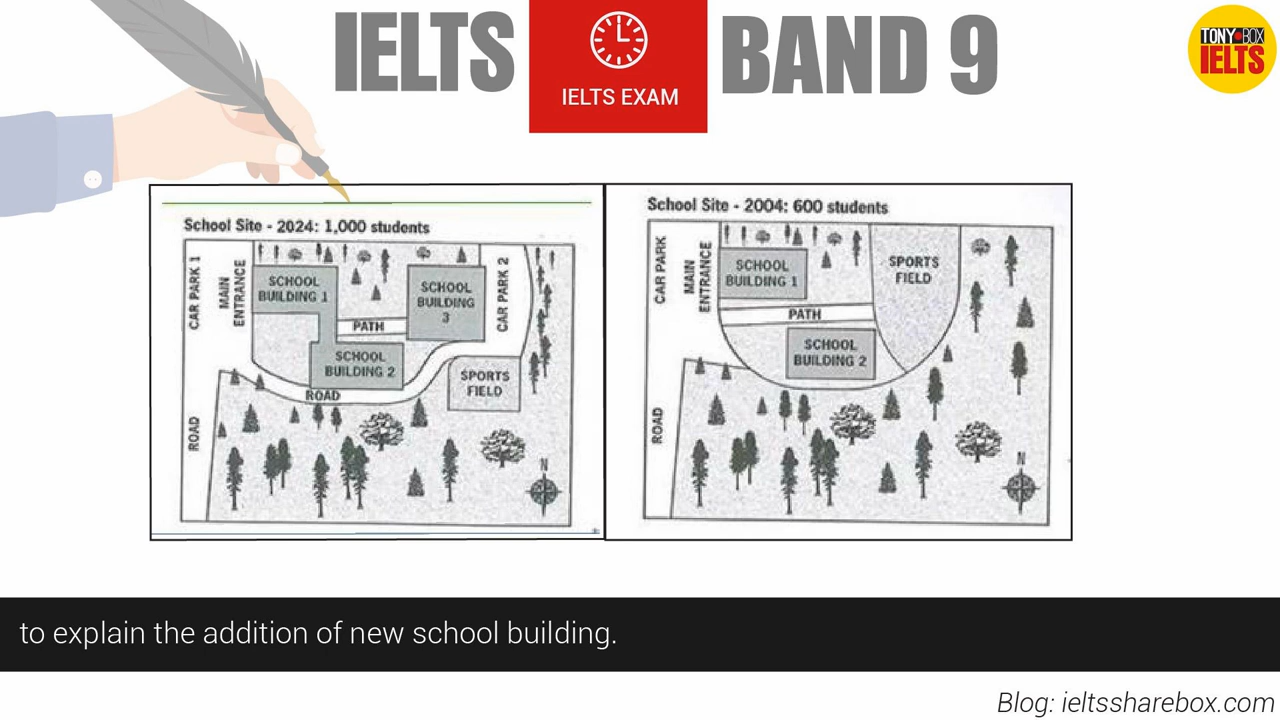 IELTS
IELTS EXAM
BAND 9
TONY BOX
IELTS
School Site - 2024: 1,000 students
CAR PARK 1
MAIN
ENTRANCE
SCHOOL
BUILDING 1
PATH
SCHOOL
BUILDING
3
CAR PARK 2
SCHOOL
BUILDING 2
ROAD
SPORTS
FIELD
ROAD
N
School Site - 2004: 600 students
CAR PARK
MAIN
ENTRANCE
SCHOOL
BUILDING 1
PATH
SPORTS
FIELD
SCHOOL
BUILDING 2
ROAD
N
to explain the addition of new school building.
Blog: ieltssharebox.com